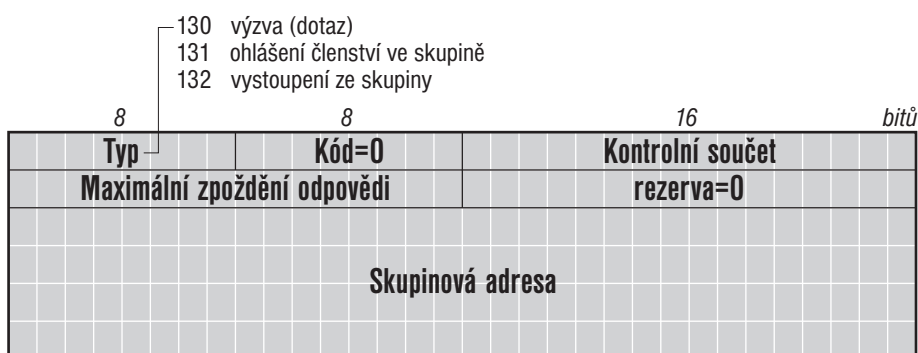 130 výzva (dotaz)
131 ohlášení členství ve skupině
132 vystoupení ze skupiny
8 8 16 bitů
Typ Kód=0 Kontrolní součet
Maximální zpoždění odpovědi rezerva=0
Skupinová adresa